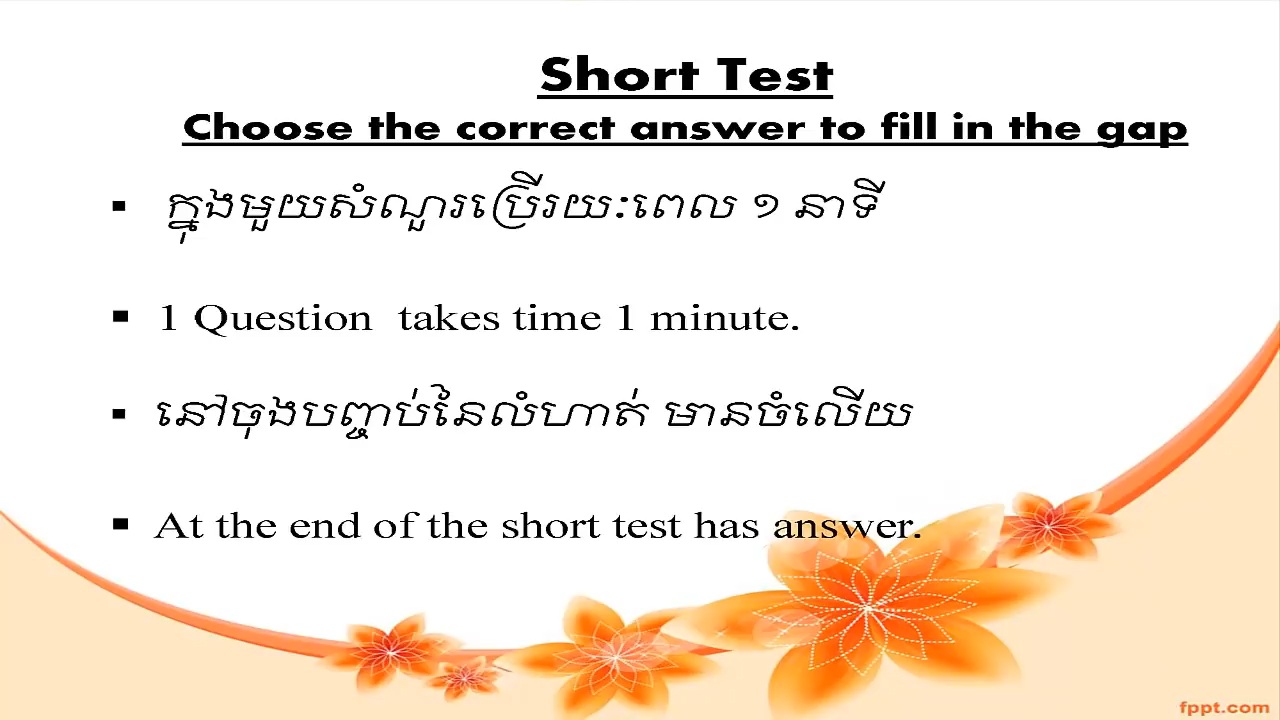 Short Test
Choose the correct answer to fill in the gap
▪ ក្នុងមួយសំណួរប្រើរយ:ពេល ១ នាទី
▪ 1 Question takes time 1 minute.
▪ នៅចុងបញ្ចប់នៃលំហាត់ មានចំលើយ
▪ At the end of the short test has answer.
fppt.com